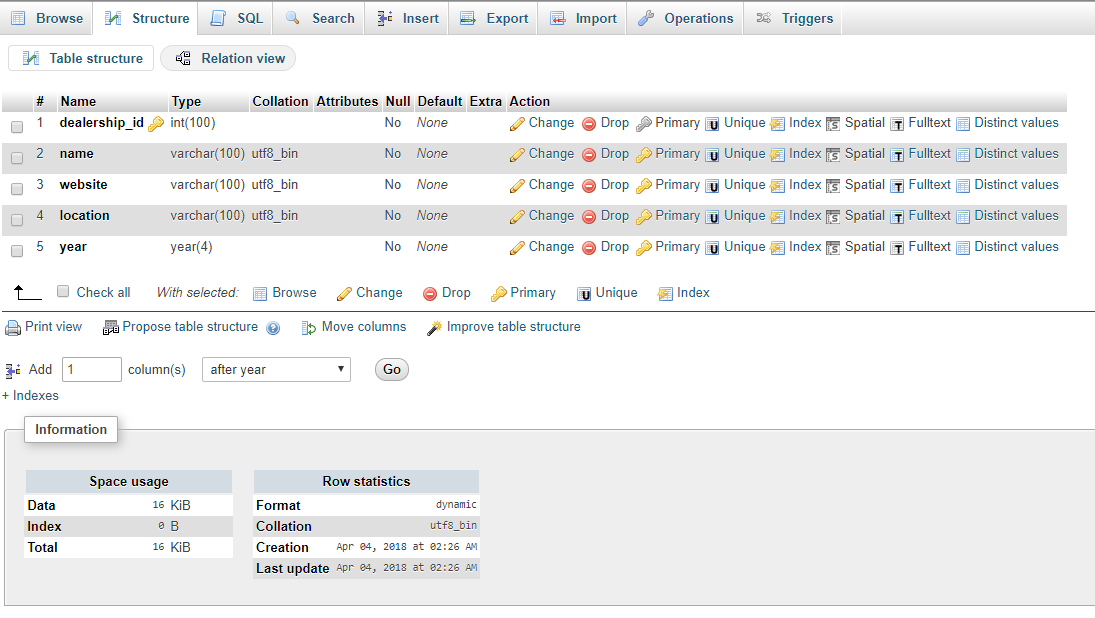 Browse Structure SQL Search Insert Export Import Operations Triggers
Table structure Relation view
# Name Type Collation Attributes Null Default Extra Action
1 dealership_id int(100) No None Change Drop Primary Unique Index Spatial Fulltext Distinct values
2 name varchar(100) utf8_bin No None Change Drop Primary Unique Index Spatial Fulltext Distinct values
3 website varchar(100) utf8_bin No None Change Drop Primary Unique Index Spatial Fulltext Distinct values
4 location varchar(100) utf8_bin No None Change Drop Primary Unique Index Spatial Fulltext Distinct values
5 year year(4) No None Change Drop Primary Unique Index Spatial Fulltext Distinct values
Check all With selected: Browse Change Drop Primary Unique Index
Print view Propose table structure Move columns Improve table structure
Add 1 column(s) after year Go
+ Indexes
Information
Space usage Row statistics
Data 16 KiB Format dynamic
Index 0 B Collation utf8_bin
Total 16 KiB Creation Apr 04, 2018 at 02:26 AM
Last update Apr 04, 2018 at 02:26 AM